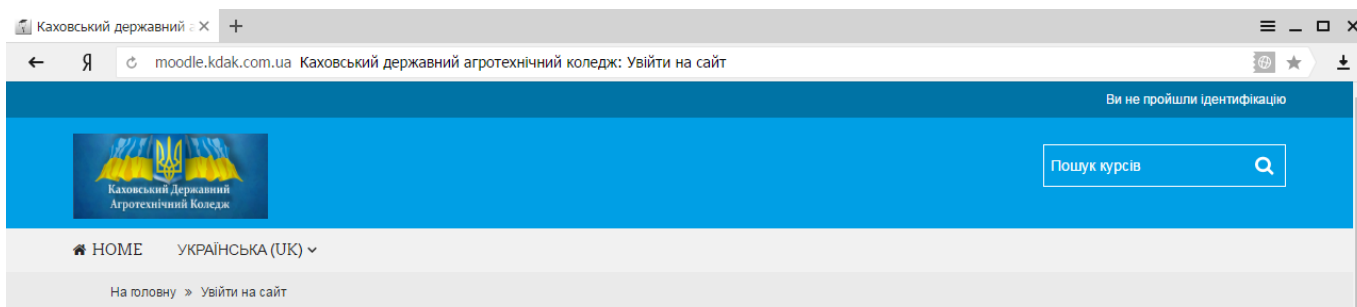 Каховський державний а
Я moodle.kdak.com.ua Каховський державний агротехнічний коледж: Увійти на сайт
Ви не пройшли ідентифікацію
Каховський Державний
Агротехнічний Коледж
Пошук курсів
HOME УКРАЇНСЬКА (UK)
На головну » Увійти на сайт